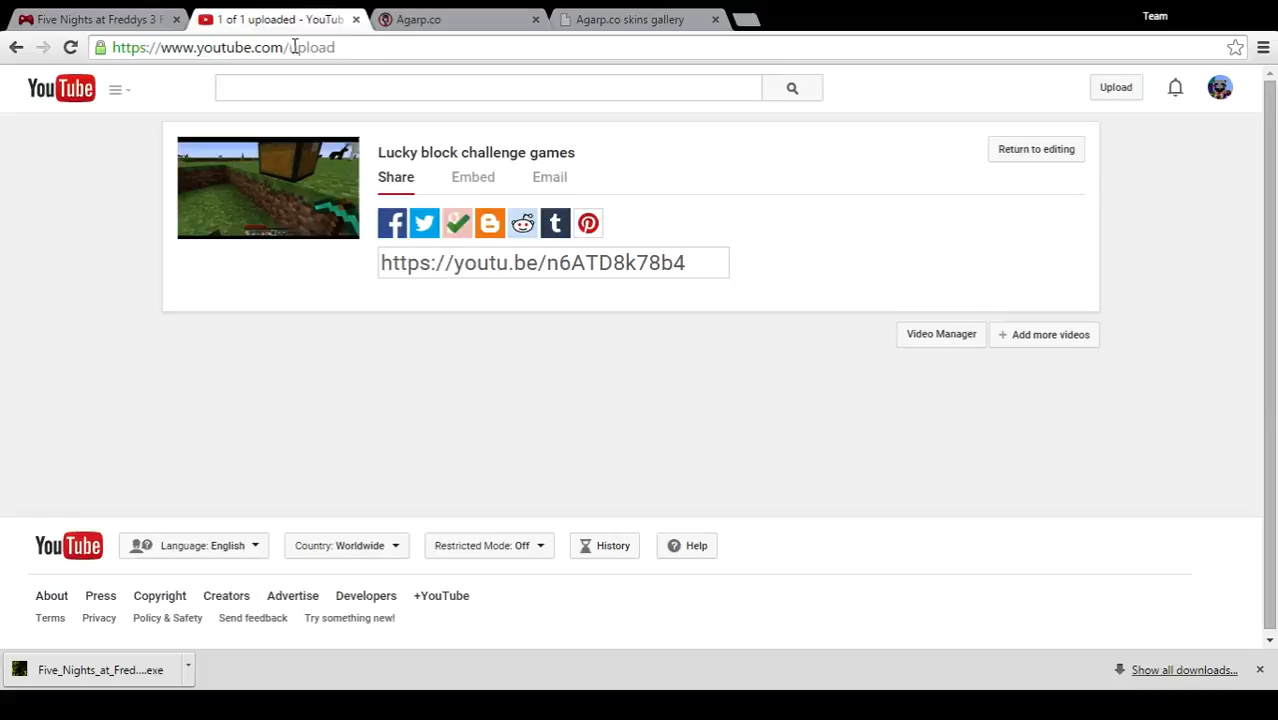 Five Nights at Freddys 3 F
1 of 1 uploaded - YouTub
Agarp.co
Agarp.co skins gallery
Team
https://www.youtube.com/upload
YouTube
Upload
Lucky block challenge games
Return to editing
Share
Embed
Email
https://youtu.be/n6ATD8k78b4
Video Manager
+ Add more videos
YouTube
Language: English
Country: Worldwide
Restricted Mode: Off
History
Help
About
Press
Copyright
Creators
Advertise
Developers
+YouTube
Terms
Privacy
Policy & Safety
Send feedback
Try something new!
Five_Nights_at_Fred....exe
Show all downloads...